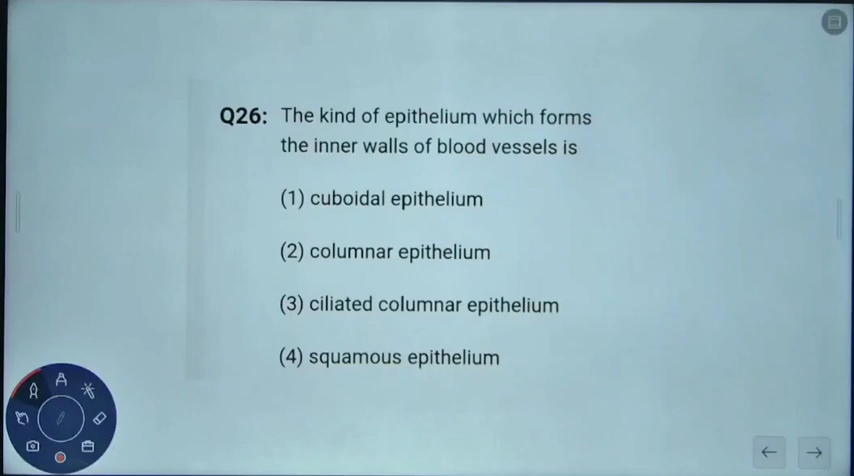 Q26: The kind of epithelium which forms
the inner walls of blood vessels is
(1) cuboidal epithelium
(2) columnar epithelium
(3) ciliated columnar epithelium
(4) squamous epithelium